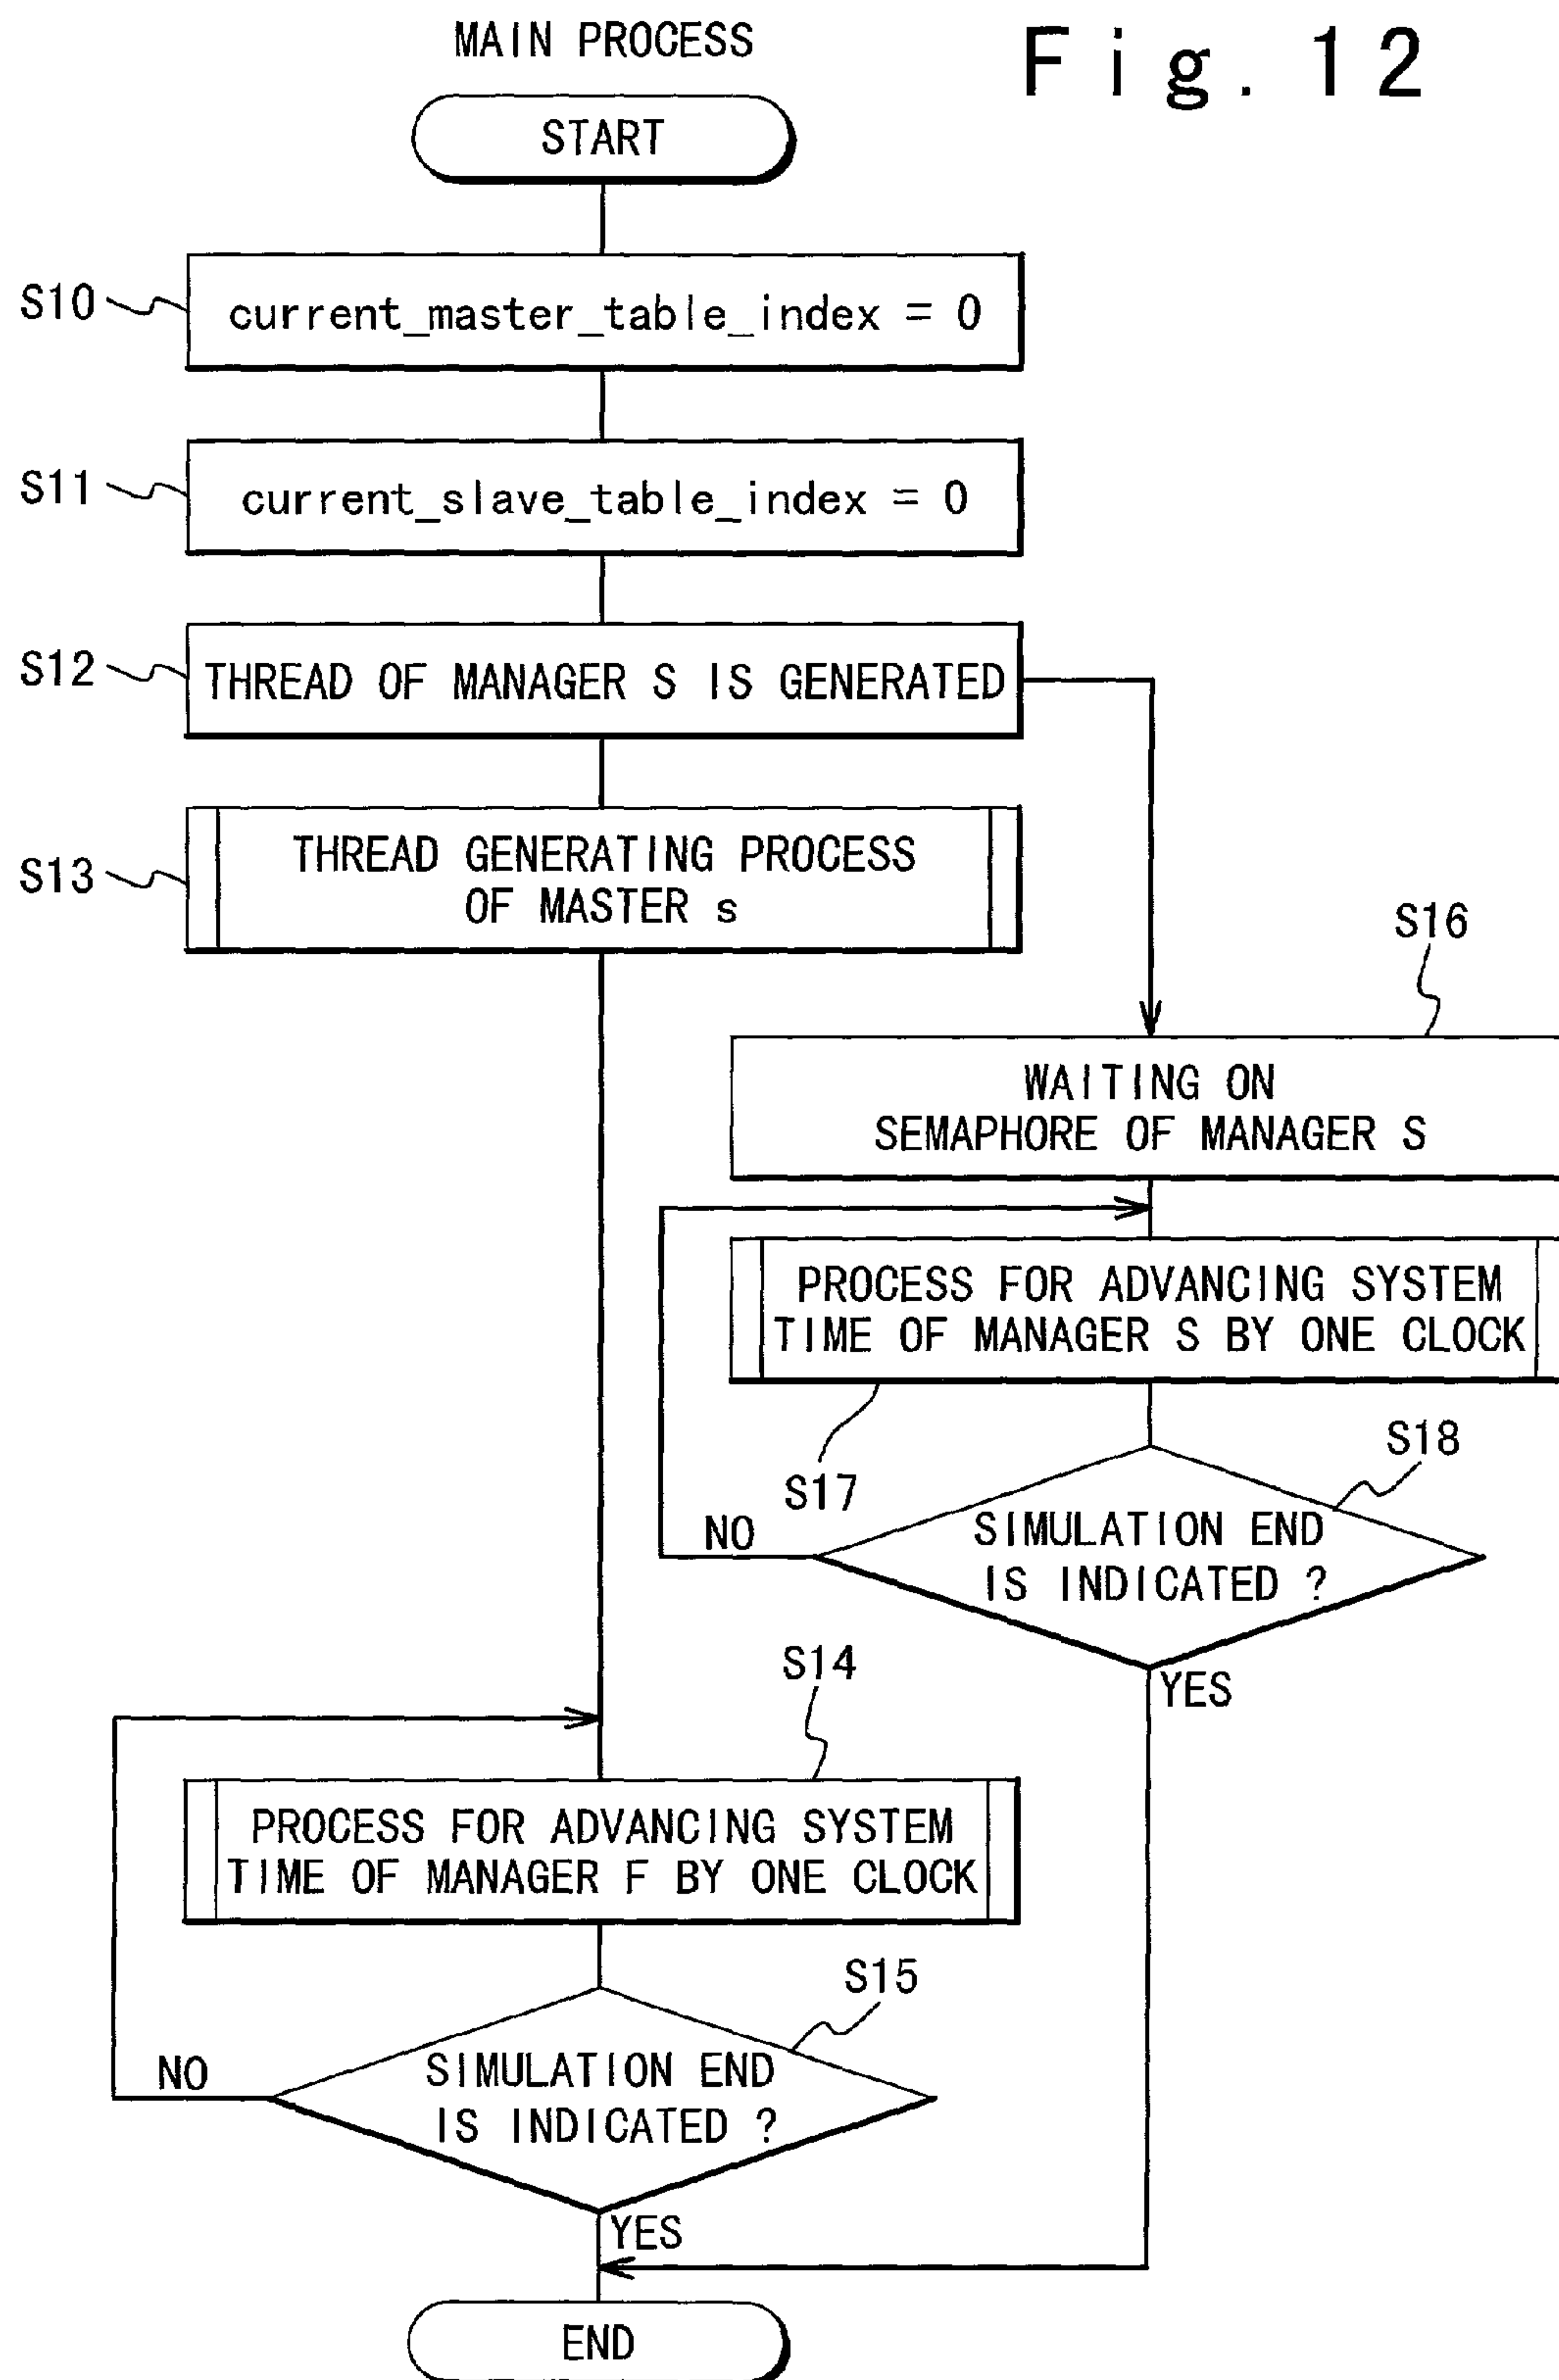 MAIN PROCESS
Fig. 12
START
S10
current_master_table_index = 0
S11
current_slave_table_index = 0
S12
THREAD OF MANAGER S IS GENERATED
S13
THREAD GENERATING PROCESS
OF MASTER s
S16
WAITING ON
SEMAPHORE OF MANAGER S
PROCESS FOR ADVANCING SYSTEM
TIME OF MANAGER S BY ONE CLOCK
S17
S18
SIMULATION END
IS INDICATED ?
NO
YES
S14
PROCESS FOR ADVANCING SYSTEM
TIME OF MANAGER F BY ONE CLOCK
S15
SIMULATION END
IS INDICATED ?
NO
YES
END